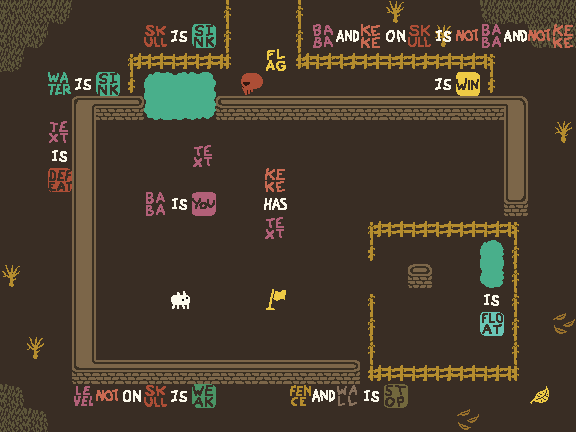 SKULL IS SINK
BABA AND KEKE ON SKULL IS NOT BABA AND NOT KEKE
FLAG
WATER IS SINK
IS WIN
TEXT
IS
DEFEAT
TEXT
BABA IS YOU
KEKE
HAS
TEXT
IS
FLOAT
LEVEL NOT ON SKULL IS WEAK
FENCE AND WALL IS STOP